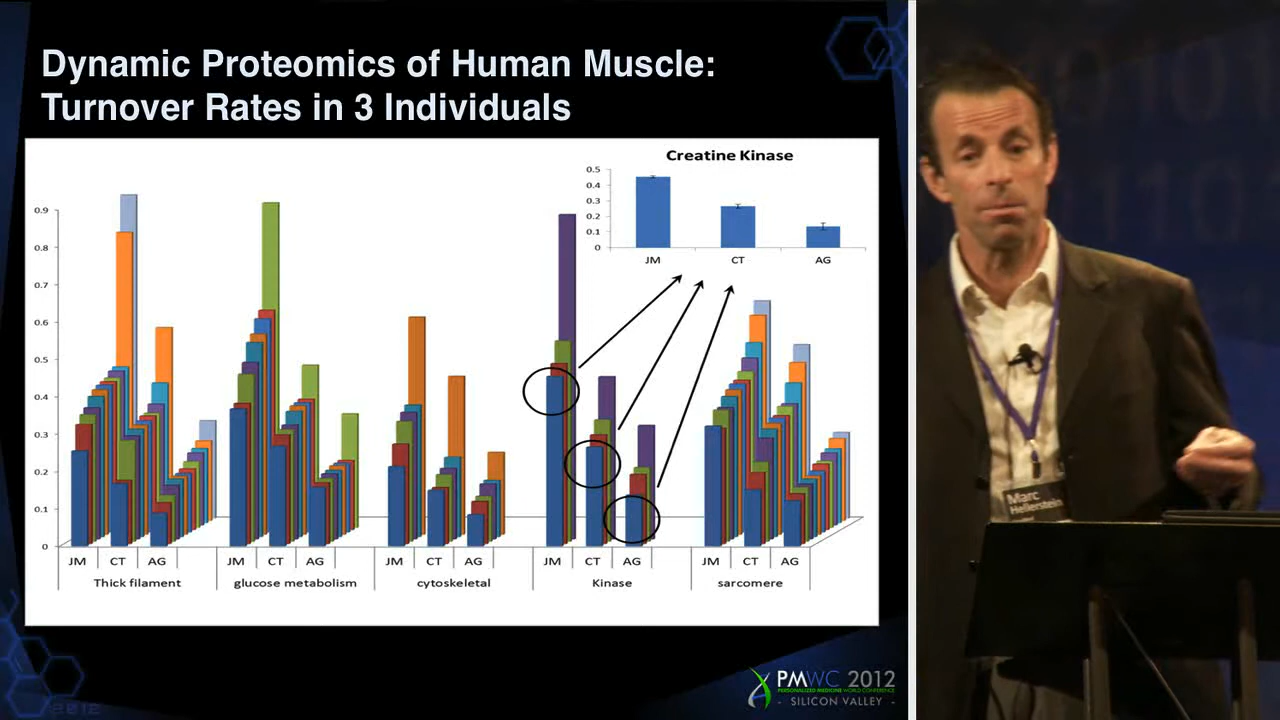 Dynamic Proteomics of Human Muscle:
Turnover Rates in 3 Individuals
Creatine Kinase
0.5
0.4
0.3
0.2
0.1
0
JM CT AG
0.9
0.8
0.7
0.6
0.5
0.4
0.3
0.2
0.1
0
JM CT AG JM CT AG JM CT AG JM CT AG JM CT AG
Thick filament glucose metabolism cytoskeletal Kinase sarcomere
Marc
Hellerstein
PMWC 2012
PERSONALIZED MEDICINE WORLD CONFERENCE
- SILICON VALLEY -
2012